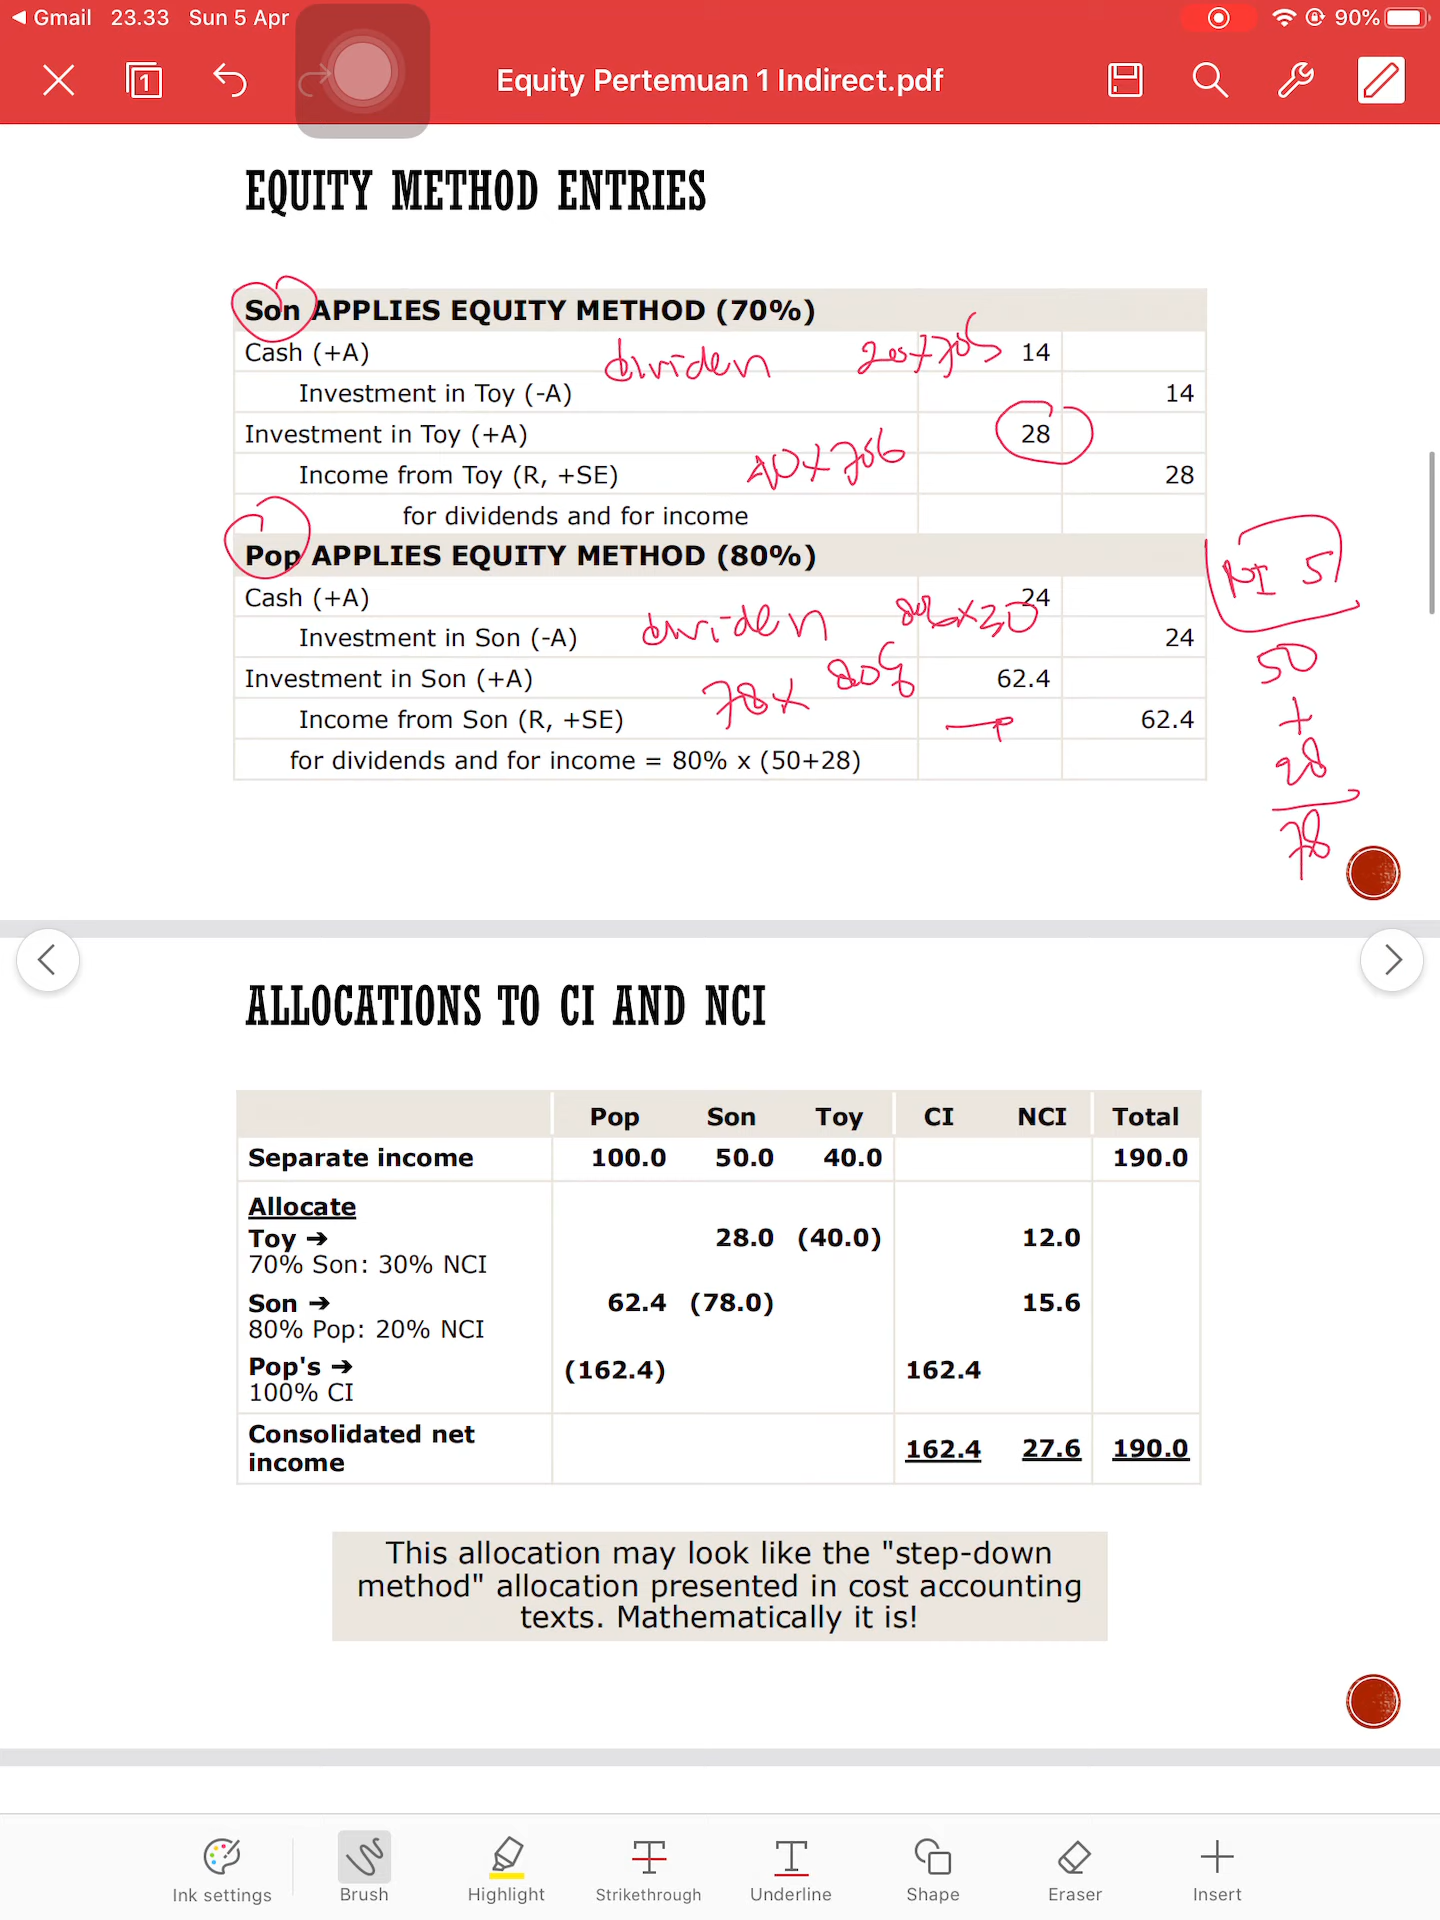 Gmail 23.33 Sun 5 Apr 90%
1 Equity Pertemuan 1 Indirect.pdf
EQUITY METHOD ENTRIES
Son APPLIES EQUITY METHOD (70%)
Cash (+A) dividen 14
Investment in Toy (-A) 14
Investment in Toy (+A) 28
Income from Toy (R, +SE) 28
for dividends and for income
Pop APPLIES EQUITY METHOD (80%)
NI S
Cash (+A) dividen 80% x 30 24
Investment in Son (-A) 24
50
Investment in Son (+A) 78 x 80% 62.4
Income from Son (R, +SE) 62.4
+
28
for dividends and for income = 80% x (50+28)
78
ALLOCATIONS TO CI AND NCI
Pop Son Toy CI NCI Total
Separate income 100.0 50.0 40.0 190.0
Allocate
Toy ➔ 28.0 (40.0) 12.0
70% Son: 30% NCI
Son ➔ 62.4 (78.0) 15.6
80% Pop: 20% NCI
Pop's ➔ (162.4) 162.4
100% CI
Consolidated net
income 162.4 27.6 190.0
This allocation may look like the "step-down
method" allocation presented in cost accounting
texts. Mathematically it is!
Ink settings Brush Highlight Strikethrough Underline Shape Eraser Insert